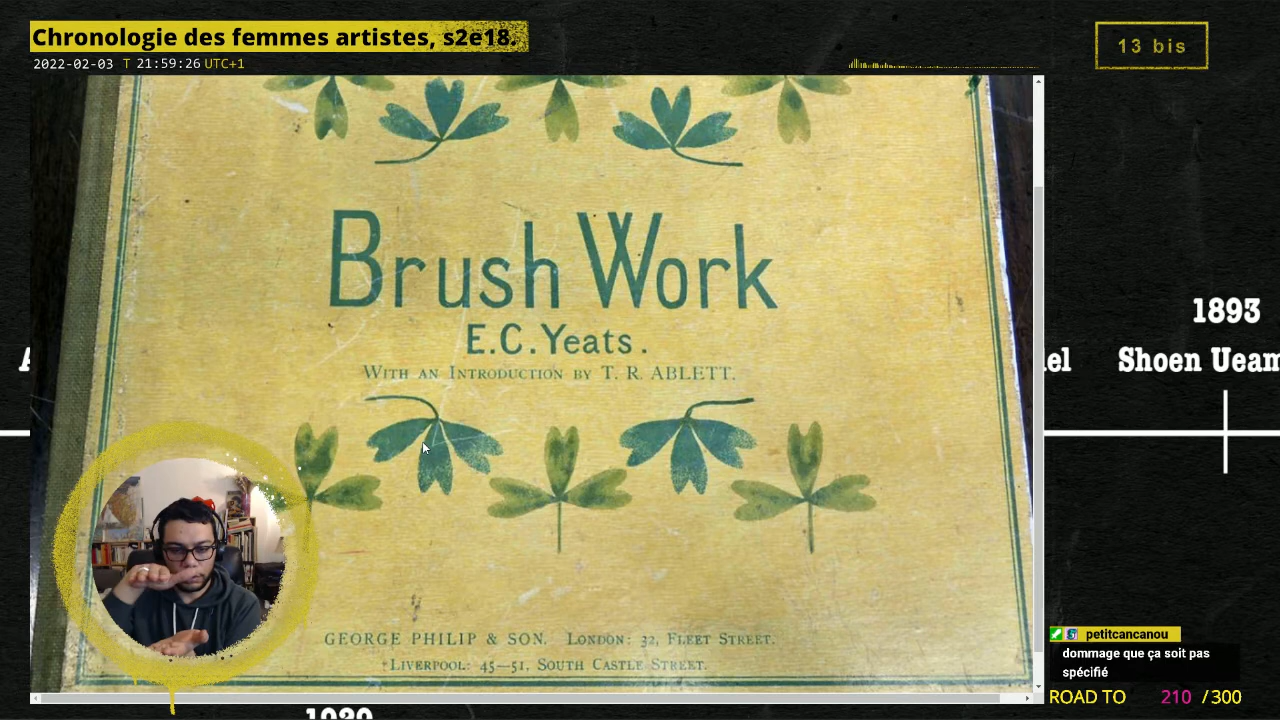 Chronologie des femmes artistes, s2e18.
2022-02-03 T 21:59:26 UTC+1
13 bis
Brush Work
E.C. Yeats.
With an Introduction by T. R. ABLETT.
GEORGE PHILIP & SON. London: 32, Fleet Street.
Liverpool: 45—51, South Castle Street.
1893
Shoen Ueam
petitcancanou
dommage que ça soit pas
spécifié
ROAD TO 210 / 300